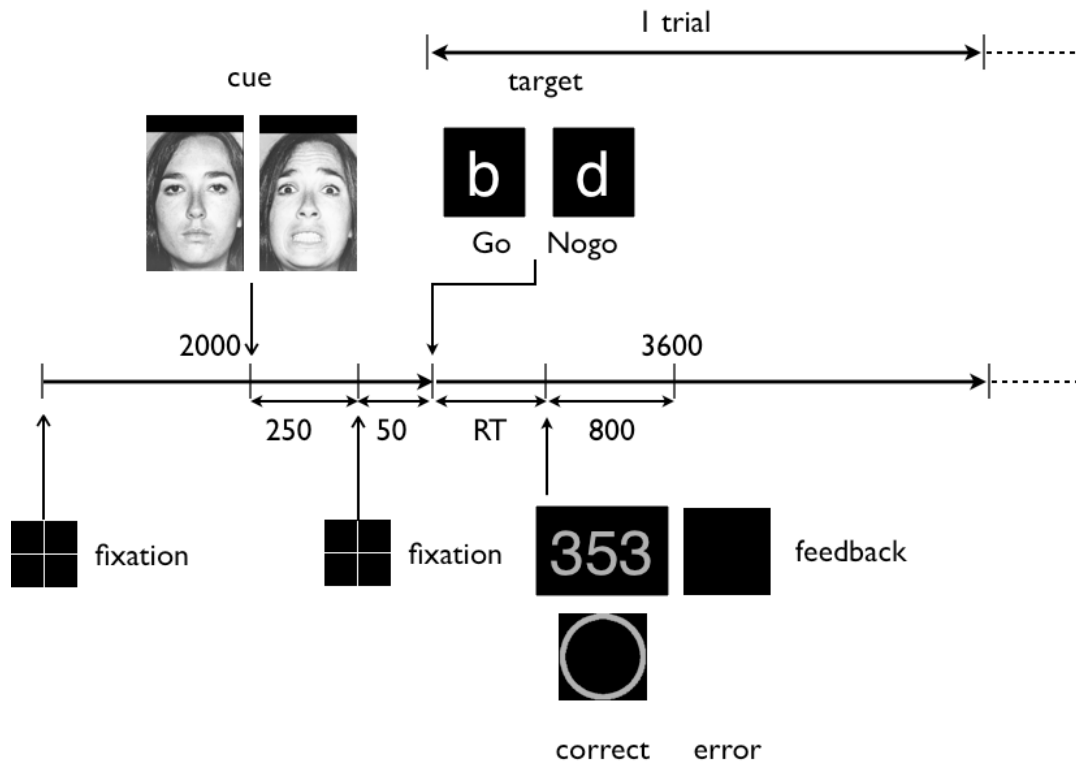 1 trial
cue
target
b d
Go Nogo
2000 3600
250 50 RT 800
fixation fixation 353 feedback
correct error